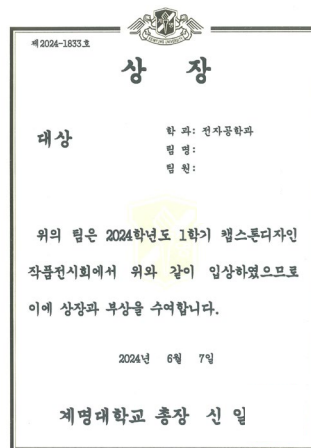 KEIMYUNG UNIVERSITY
제2024-1833호
상 장
대상
학 과: 전자공학과
팀 명:
팀 원:
위의 팀은 2024학년도 1학기 캡스톤디자인
작품전시회에서 위와 같이 입상하였으므로
이에 상장과 부상을 수여합니다.
2024년 6월 7일
계명대학교 총장 신 일